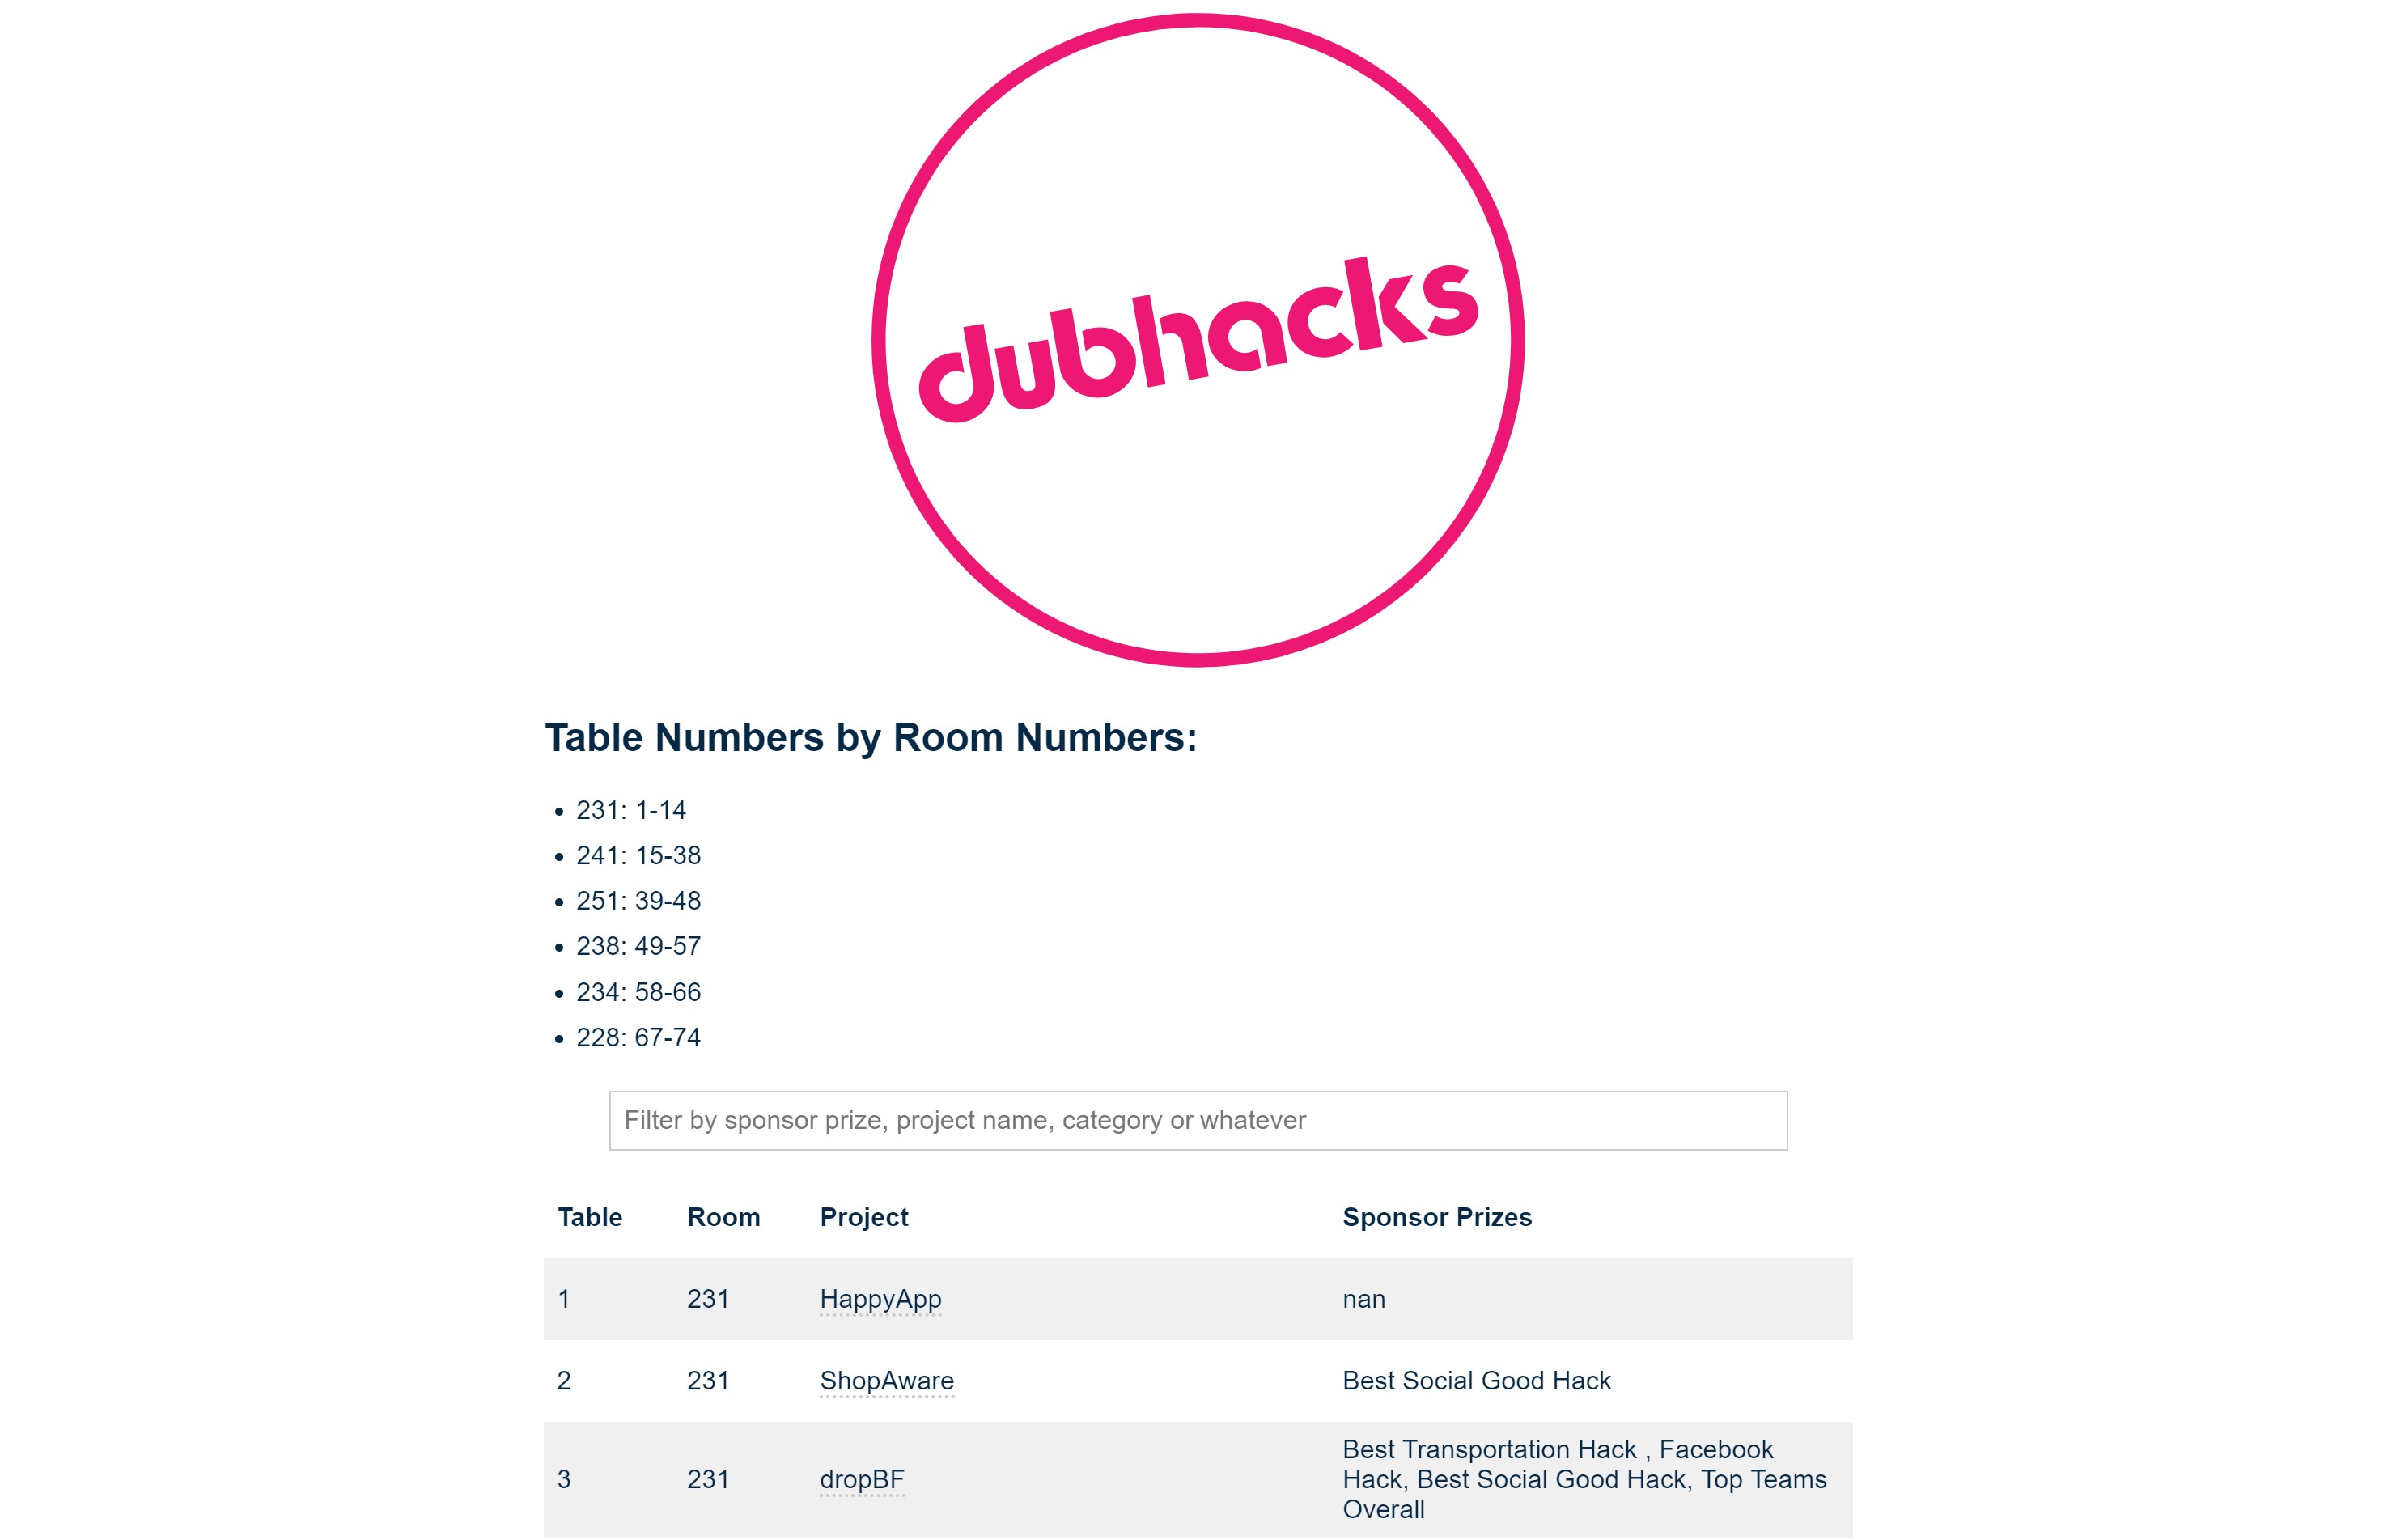 dubhacks
Table Numbers by Room Numbers:
231: 1-14
241: 15-38
251: 39-48
238: 49-57
234: 58-66
228: 67-74
Filter by sponsor prize, project name, category or whatever
Table Room Project Sponsor Prizes
1 231 HappyApp nan
2 231 ShopAware Best Social Good Hack
3 231 dropBF Best Transportation Hack , Facebook
Hack, Best Social Good Hack, Top Teams
Overall